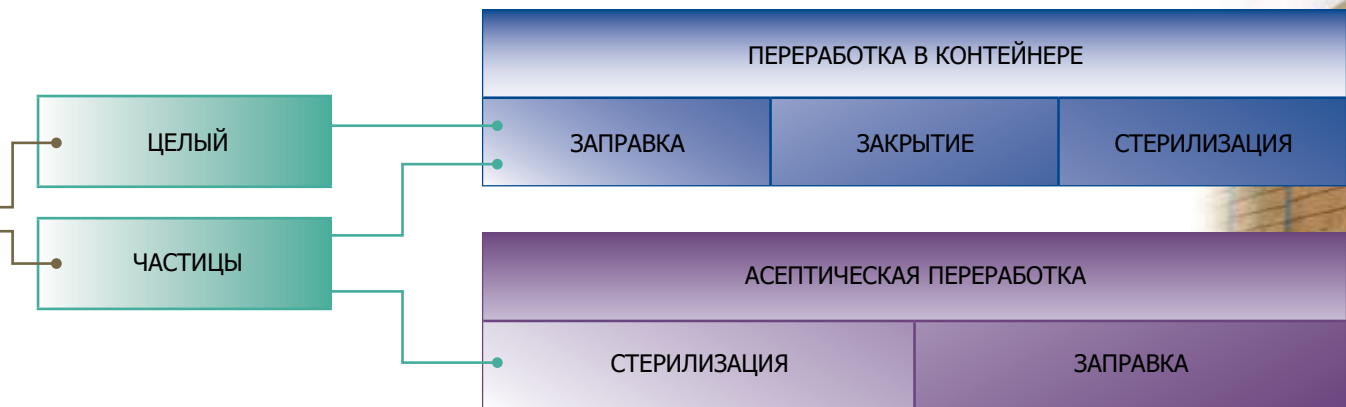 ПЕРЕРАБОТКА В КОНТЕЙНЕРЕ
ЦЕЛЫЙ
ЗАПРАВКА
ЗАКРЫТИЕ
СТЕРИЛИЗАЦИЯ
ЧАСТИЦЫ
АСЕПТИЧЕСКАЯ ПЕРЕРАБОТКА
СТЕРИЛИЗАЦИЯ
ЗАПРАВКА